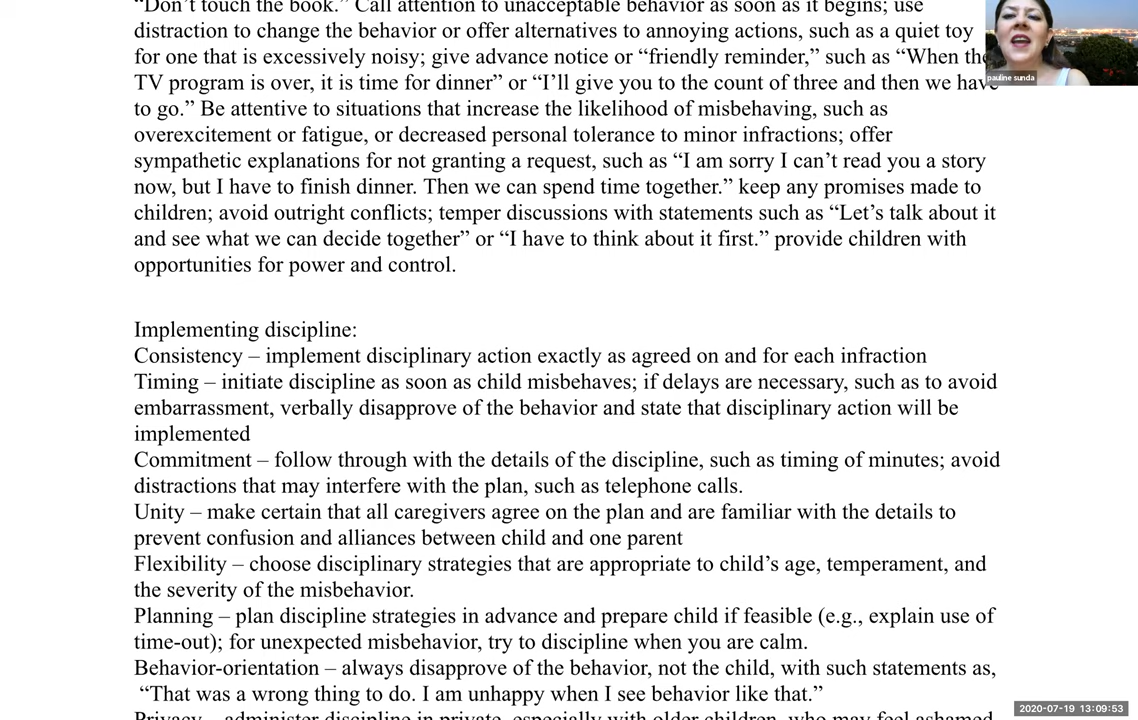 “Don’t touch the book.” Call attention to unacceptable behavior as soon as it begins; use
distraction to change the behavior or offer alternatives to annoying actions, such as a quiet toy
for one that is excessively noisy; give advance notice or “friendly reminder,” such as “When the
TV program is over, it is time for dinner” or “I’ll give you to the count of three and then we have
to go.” Be attentive to situations that increase the likelihood of misbehaving, such as
overexcitement or fatigue, or decreased personal tolerance to minor infractions; offer
sympathetic explanations for not granting a request, such as “I am sorry I can’t read you a story
now, but I have to finish dinner. Then we can spend time together.” keep any promises made to
children; avoid outright conflicts; temper discussions with statements such as “Let’s talk about it
and see what we can decide together” or “I have to think about it first.” provide children with
opportunities for power and control.
Implementing discipline:
Consistency – implement disciplinary action exactly as agreed on and for each infraction
Timing – initiate discipline as soon as child misbehaves; if delays are necessary, such as to avoid
embarrassment, verbally disapprove of the behavior and state that disciplinary action will be
implemented
Commitment – follow through with the details of the discipline, such as timing of minutes; avoid
distractions that may interfere with the plan, such as telephone calls.
Unity – make certain that all caregivers agree on the plan and are familiar with the details to
prevent confusion and alliances between child and one parent
Flexibility – choose disciplinary strategies that are appropriate to child’s age, temperament, and
the severity of the misbehavior.
Planning – plan discipline strategies in advance and prepare child if feasible (e.g., explain use of
time-out); for unexpected misbehavior, try to discipline when you are calm.
Behavior-orientation – always disapprove of the behavior, not the child, with such statements as,
“That was a wrong thing to do. I am unhappy when I see behavior like that.”
Privacy – administer discipline in private, especially with older children, who may feel ashamed
pauline sunda
2020-07-19 13:09:53